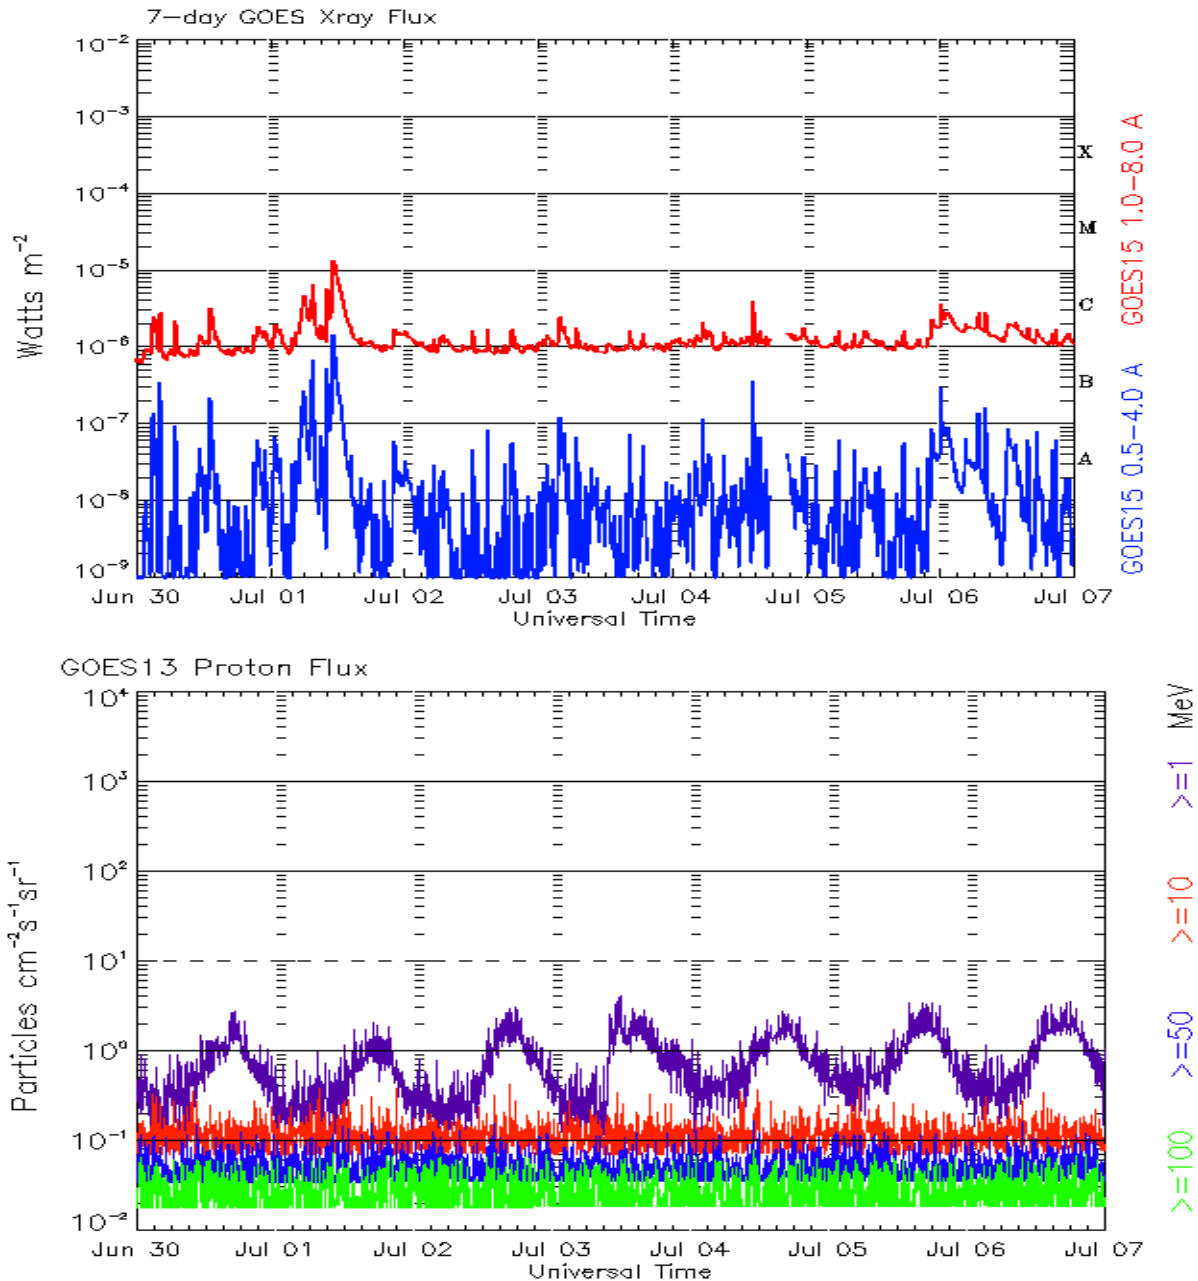 7-day GOES Xray Flux
10⁻²
10⁻³
10⁻⁴
10⁻⁵
10⁻⁶
10⁻⁷
10⁻⁸
10⁻⁹
Watts m⁻²
X
M
C
B
A
GOES15 1.0-8.0 A
GOES15 0.5-4.0 A
Jun 30 Jul 01 Jul 02 Jul 03 Jul 04 Jul 05 Jul 06 Jul 07
Universal Time
GOES13 Proton Flux
10⁴
10³
10²
10¹
10⁰
10⁻¹
10⁻²
Particles cm⁻²s⁻¹sr⁻¹
MeV
>=1
>=10
>=50
>=100
Jun 30 Jul 01 Jul 02 Jul 03 Jul 04 Jul 05 Jul 06 Jul 07
Universal Time